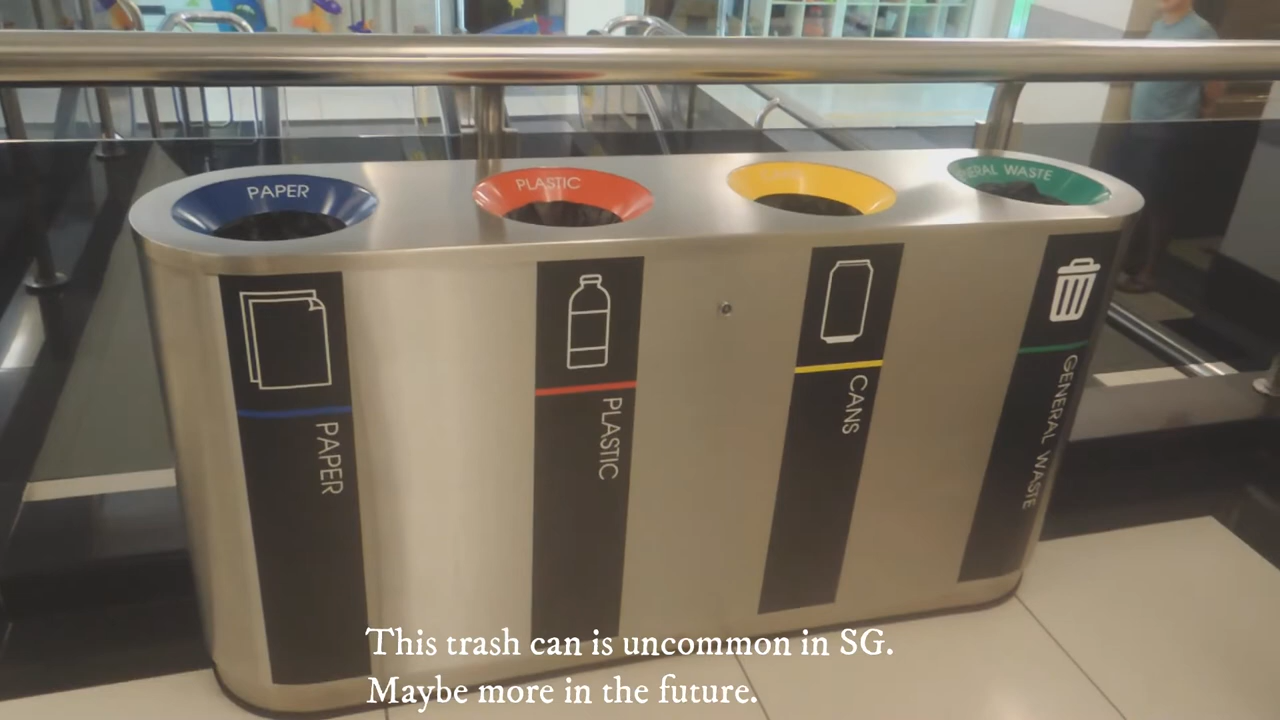 PAPER
PLASTIC
GENERAL WASTE
PAPER
PLASTIC
CANS
GENERAL WASTE
This trash can is uncommon in SG.
Maybe more in the future.